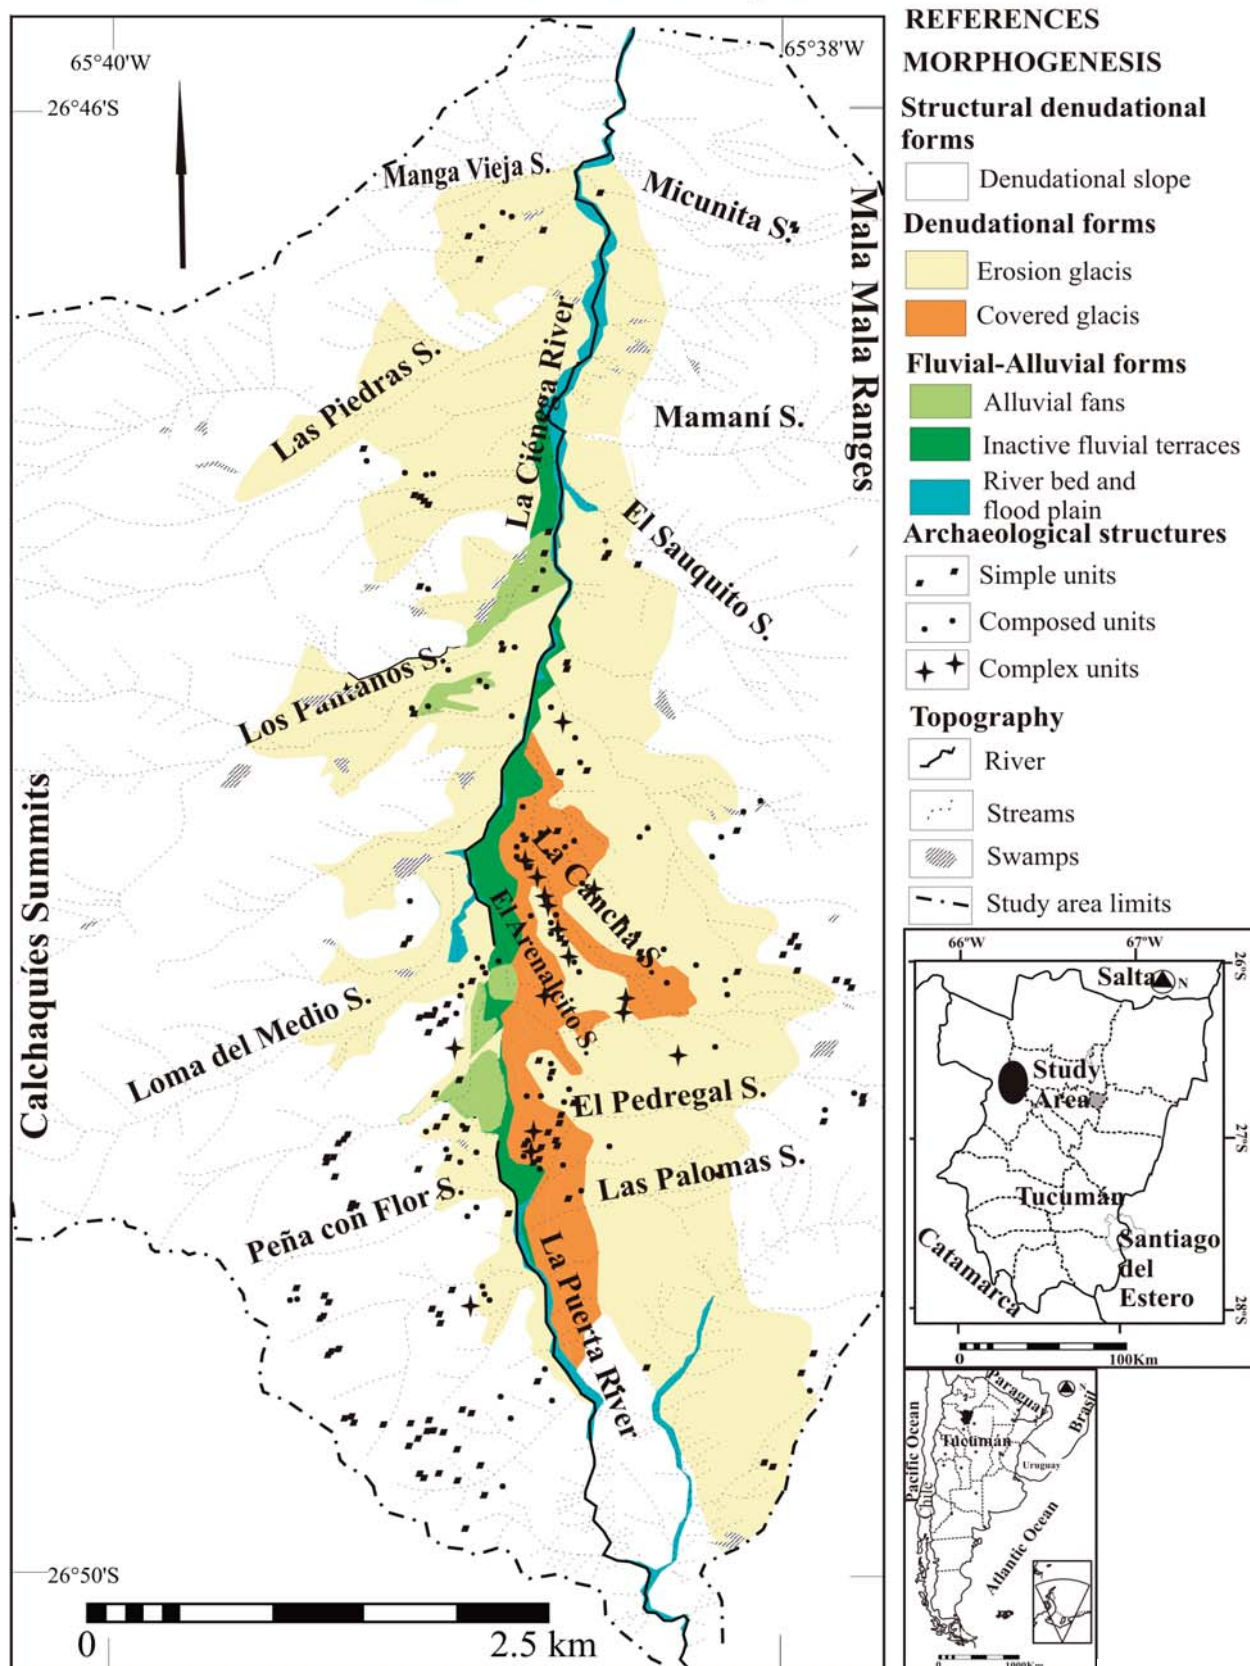 65°40'W
65°38'W
26°46'S
Manga Vieja S.
Micunita S.
Mala Mala Ranges
Las Piedras S.
La Ciénega River
Mamaní S.
El Sauquito S.
Los Pantanos S.
Calchaquíes Summits
La Cancha S.
El Arenalcito S.
Loma del Medio S.
El Pedregal S.
Las Palomas S.
Peña con Flor S.
La Puerta River
26°50'S
0
2.5 km
REFERENCES
MORPHOGENESIS
Structural denudational
forms
Denudational slope
Denudational forms
Erosion glacis
Covered glacis
Fluvial-Alluvial forms
Alluvial fans
Inactive fluvial terraces
River bed and
flood plain
Archaeological structures
Simple units
Composed units
Complex units
Topography
River
Streams
Swamps
Study area limits
66°W
67°W
26°S
Salta
N
Study
Area
27°S
Tucumán
Catamarca
Santiago
del
Estero
28°S
0
100Km
Paraguay
N
Brasil
Pacific Ocean
Chile
Tucumán
Uruguay
Atlantic Ocean
0
1000Km